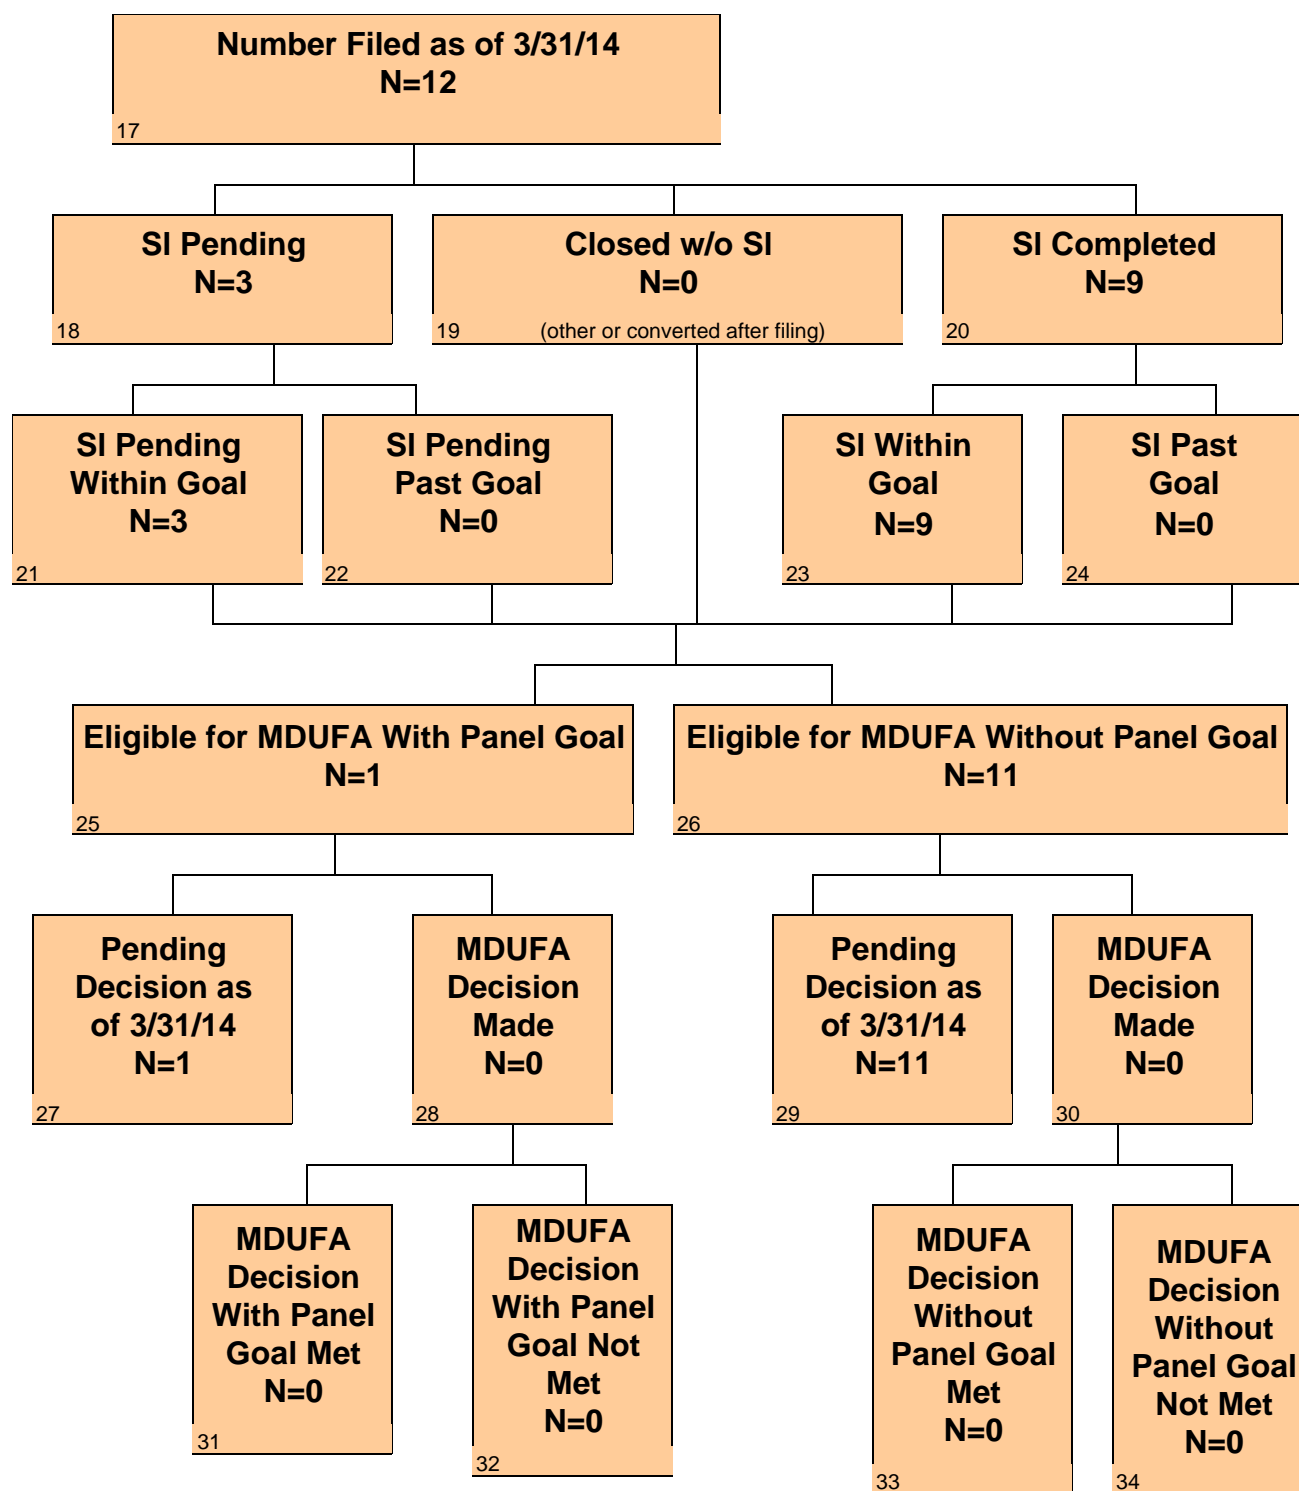 Number Filed as of 3/31/14
N=12
17
SI Pending
N=3
18
Closed w/o SI
N=0
19 (other or converted after filing)
SI Completed
N=9
20
SI Pending
Within Goal
N=3
21
SI Pending
Past Goal
N=0
22
SI Within
Goal
N=9
23
SI Past
Goal
N=0
24
Eligible for MDUFA With Panel Goal
N=1
25
Eligible for MDUFA Without Panel Goal
N=11
26
Pending
Decision as
of 3/31/14
N=1
27
MDUFA
Decision
Made
N=0
28
Pending
Decision as
of 3/31/14
N=11
29
MDUFA
Decision
Made
N=0
30
MDUFA
Decision
With Panel
Goal Met
N=0
31
MDUFA
Decision
With Panel
Goal Not
Met
N=0
32
MDUFA
Decision
Without
Panel Goal
Met
N=0
33
MDUFA
Decision
Without
Panel Goal
Not Met
N=0
34